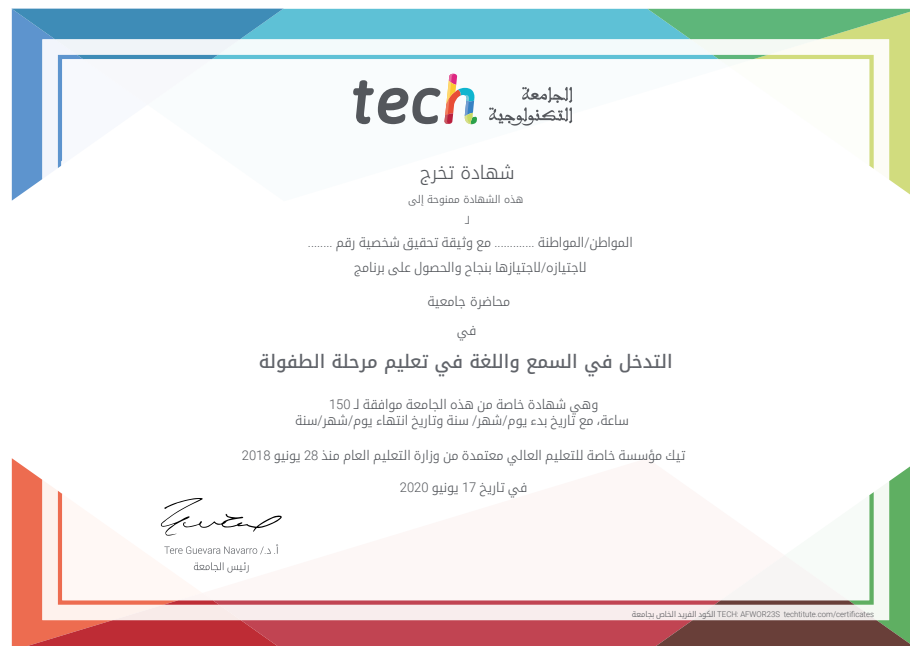 tech
الجامعة
التكنولوجية
شهادة تخرج
هذه الشهادة ممنوحة إلى
لـ
المواطن/المواطنة ............ مع وثيقة تحقيق شخصية رقم ........
لاجتيازه/لاجتيازها بنجاح والحصول على برنامج
محاضرة جامعية
في
التدخل في السمع واللغة في تعليم مرحلة الطفولة
وهي شهادة خاصة من هذه الجامعة موافقة لـ 150
ساعة، مع تاريخ بدء يوم/شهر/ سنة وتاريخ انتهاء يوم/شهر/سنة
تيك مؤسسة خاصة للتعليم العالي معتمدة من وزارة التعليم العام منذ 28 يونيو 2018
في تاريخ 17 يونيو 2020
أ.د./ Tere Guevara Navarro
رئيس الجامعة
الكود الفريد الخاص بجامعة TECH: AFWOR23S techtitute.com/certificates